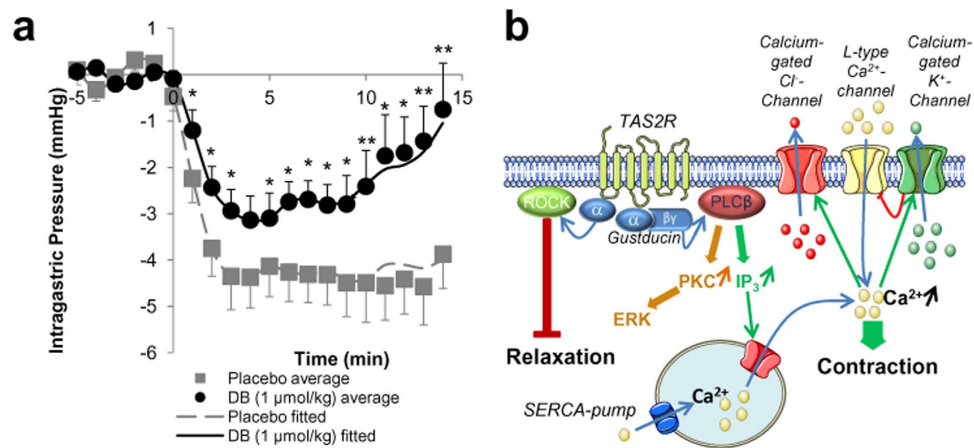 a
Intragastric Pressure (mmHg)
1
-1
-2
-3
-4
-5
-6
-5
0
5
10
15
*
*
*
*
*
*
*
*
**
*
*
**
**
Time (min)
Placebo average
DB (1 µmol/kg) average
Placebo fitted
DB (1 µmol/kg) fitted
b
Calcium-
gated
Cl⁻-
Channel
L-type
Ca²⁺-
channel
Calcium-
gated
K⁺-
Channel
TAS2R
ROCK
α
α
βγ
PLCβ
Gustducin
PKC
IP₃
ERK
Relaxation
Ca²⁺
Contraction
Ca²⁺
SERCA-pump